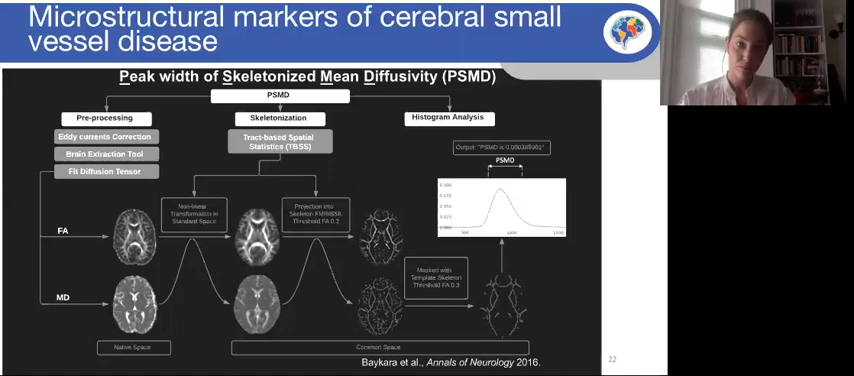 Microstructural markers of cerebral small
vessel disease
Peak width of Skeletonized Mean Diffusivity (PSMD)
PSMD
Pre-processing
Skeletonization
Histogram Analysis
Eddy currents Correction
Brain Extraction Tool
Fit Diffusion Tensor
Tract-based Spatial
Statistics (TBSS)
PSMD
Non-linear
Transformation in
Standard Space
Projection into
Threshold FA 0.2
FA
MD
Masked with
Template Skeleton
Threshold FA 0.3
500
1000
1500
Native Space
Common Space
Baykara et al., Annals of Neurology 2016.
22